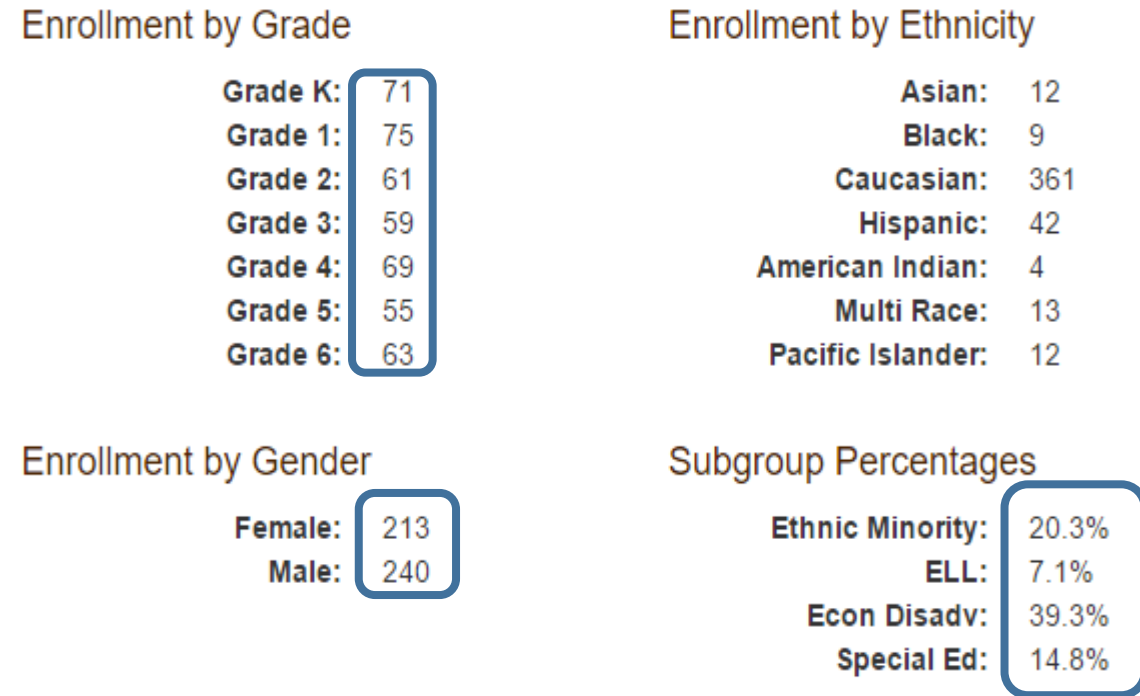 Enrollment by Grade
Grade K: 71
Grade 1: 75
Grade 2: 61
Grade 3: 59
Grade 4: 69
Grade 5: 55
Grade 6: 63
Enrollment by Ethnicity
Asian: 12
Black: 9
Caucasian: 361
Hispanic: 42
American Indian: 4
Multi Race: 13
Pacific Islander: 12
Enrollment by Gender
Female: 213
Male: 240
Subgroup Percentages
Ethnic Minority: 20.3%
ELL: 7.1%
Econ Disadv: 39.3%
Special Ed: 14.8%